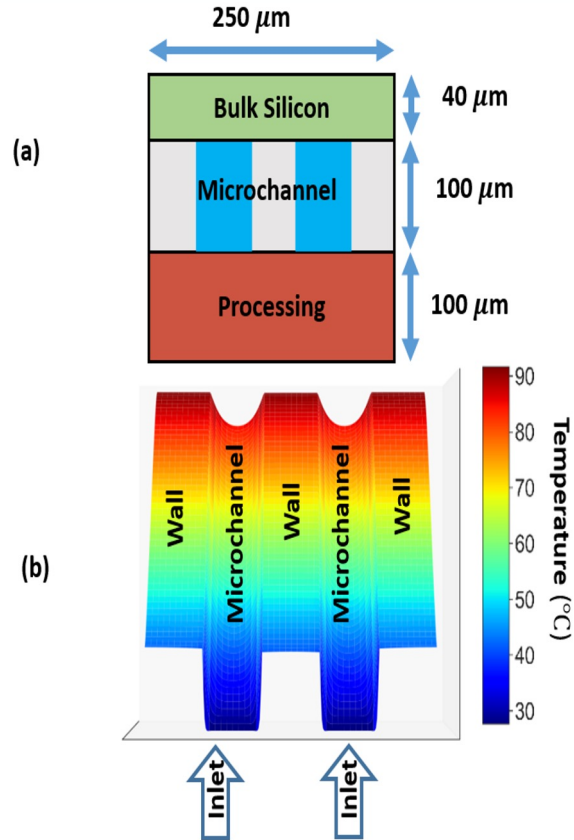 250 μm
(a)
Bulk Silicon
40 μm
Microchannel
100 μm
Processing
100 μm
(b)
Wall
Microchannel
Wall
Microchannel
Wall
90
80
70
60
50
40
30
Temperature (°C)
Inlet
Inlet